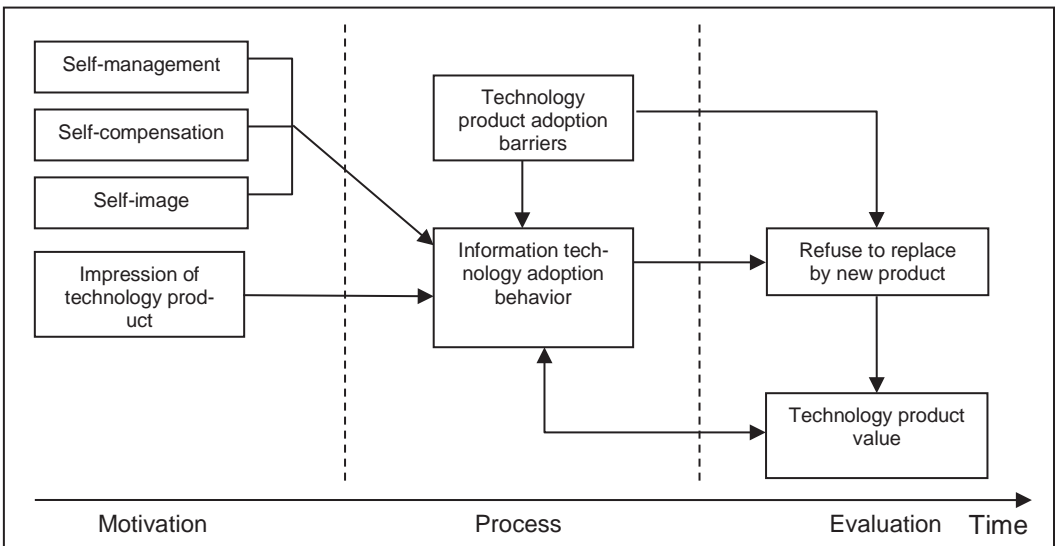 Self-management
Self-compensation
Self-image
Impression of
technology prod-
uct
Technology
product adoption
barriers
Information tech-
nology adoption
behavior
Refuse to replace
by new product
Technology product
value
Motivation
Process
Evaluation
Time